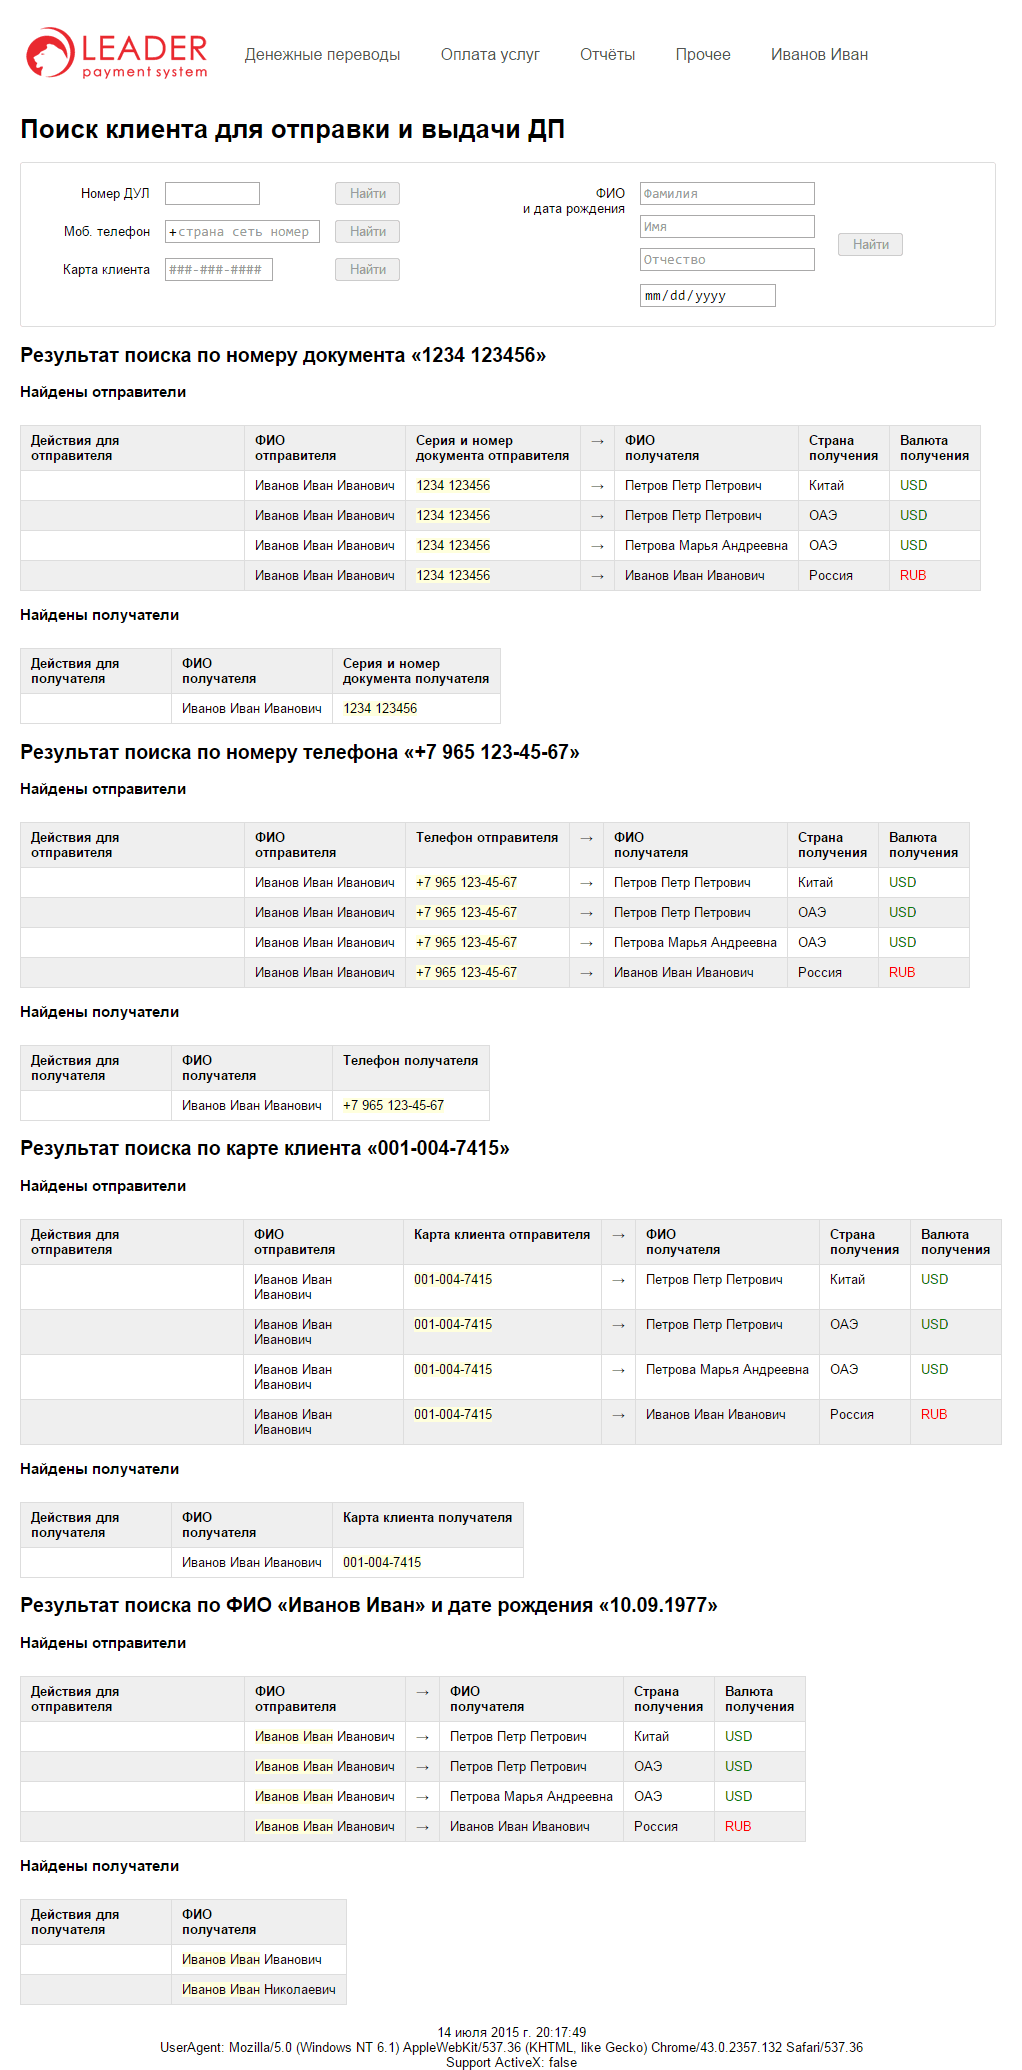 LEADER
payment system
Денежные переводы Оплата услуг Отчёты Прочее Иванов Иван
Поиск клиента для отправки и выдачи ДП
Номер ДУЛ Найти
Моб. телефон +страна сеть номер Найти
Карта клиента ###-###-#### Найти
ФИО
и дата рождения
Фамилия
Имя
Отчество
mm/dd/yyyy
Найти
Результат поиска по номеру документа «1234 123456»
Найдены отправители
Действия для ФИО Серия и номер → ФИО Страна Валюта
отправителя отправителя документа отправителя получателя получения получения
Иванов Иван Иванович 1234 123456 → Петров Петр Петрович Китай USD
Иванов Иван Иванович 1234 123456 → Петров Петр Петрович ОАЭ USD
Иванов Иван Иванович 1234 123456 → Петрова Марья Андреевна ОАЭ USD
Иванов Иван Иванович 1234 123456 → Иванов Иван Иванович Россия RUB
Найдены получатели
Действия для ФИО Серия и номер
получателя получателя документа получателя
Иванов Иван Иванович 1234 123456
Результат поиска по номеру телефона «+7 965 123-45-67»
Найдены отправители
Действия для ФИО Телефон отправителя → ФИО Страна Валюта
отправителя отправителя получателя получения получения
Иванов Иван Иванович +7 965 123-45-67 → Петров Петр Петрович Китай USD
Иванов Иван Иванович +7 965 123-45-67 → Петров Петр Петрович ОАЭ USD
Иванов Иван Иванович +7 965 123-45-67 → Петрова Марья Андреевна ОАЭ USD
Иванов Иван Иванович +7 965 123-45-67 → Иванов Иван Иванович Россия RUB
Найдены получатели
Действия для ФИО Телефон получателя
получателя получателя
Иванов Иван Иванович +7 965 123-45-67
Результат поиска по карте клиента «001-004-7415»
Найдены отправители
Действия для ФИО Карта клиента отправителя → ФИО Страна Валюта
отправителя отправителя получателя получения получения
Иванов Иван 001-004-7415 → Петров Петр Петрович Китай USD
Иванович
Иванов Иван 001-004-7415 → Петров Петр Петрович ОАЭ USD
Иванович
Иванов Иван 001-004-7415 → Петрова Марья Андреевна ОАЭ USD
Иванович
Иванов Иван 001-004-7415 → Иванов Иван Иванович Россия RUB
Иванович
Найдены получатели
Действия для ФИО Карта клиента получателя
получателя получателя
Иванов Иван Иванович 001-004-7415
Результат поиска по ФИО «Иванов Иван» и дате рождения «10.09.1977»
Найдены отправители
Действия для ФИО → ФИО Страна Валюта
отправителя отправителя получателя получения получения
Иванов Иван Иванович → Петров Петр Петрович Китай USD
Иванов Иван Иванович → Петров Петр Петрович ОАЭ USD
Иванов Иван Иванович → Петрова Марья Андреевна ОАЭ USD
Иванов Иван Иванович → Иванов Иван Иванович Россия RUB
Найдены получатели
Действия для ФИО
получателя получателя
Иванов Иван Иванович
Иванов Иван Николаевич
14 июля 2015 г. 20:17:49
UserAgent: Mozilla/5.0 (Windows NT 6.1) AppleWebKit/537.36 (KHTML, like Gecko) Chrome/43.0.2357.132 Safari/537.36
Support ActiveX: false